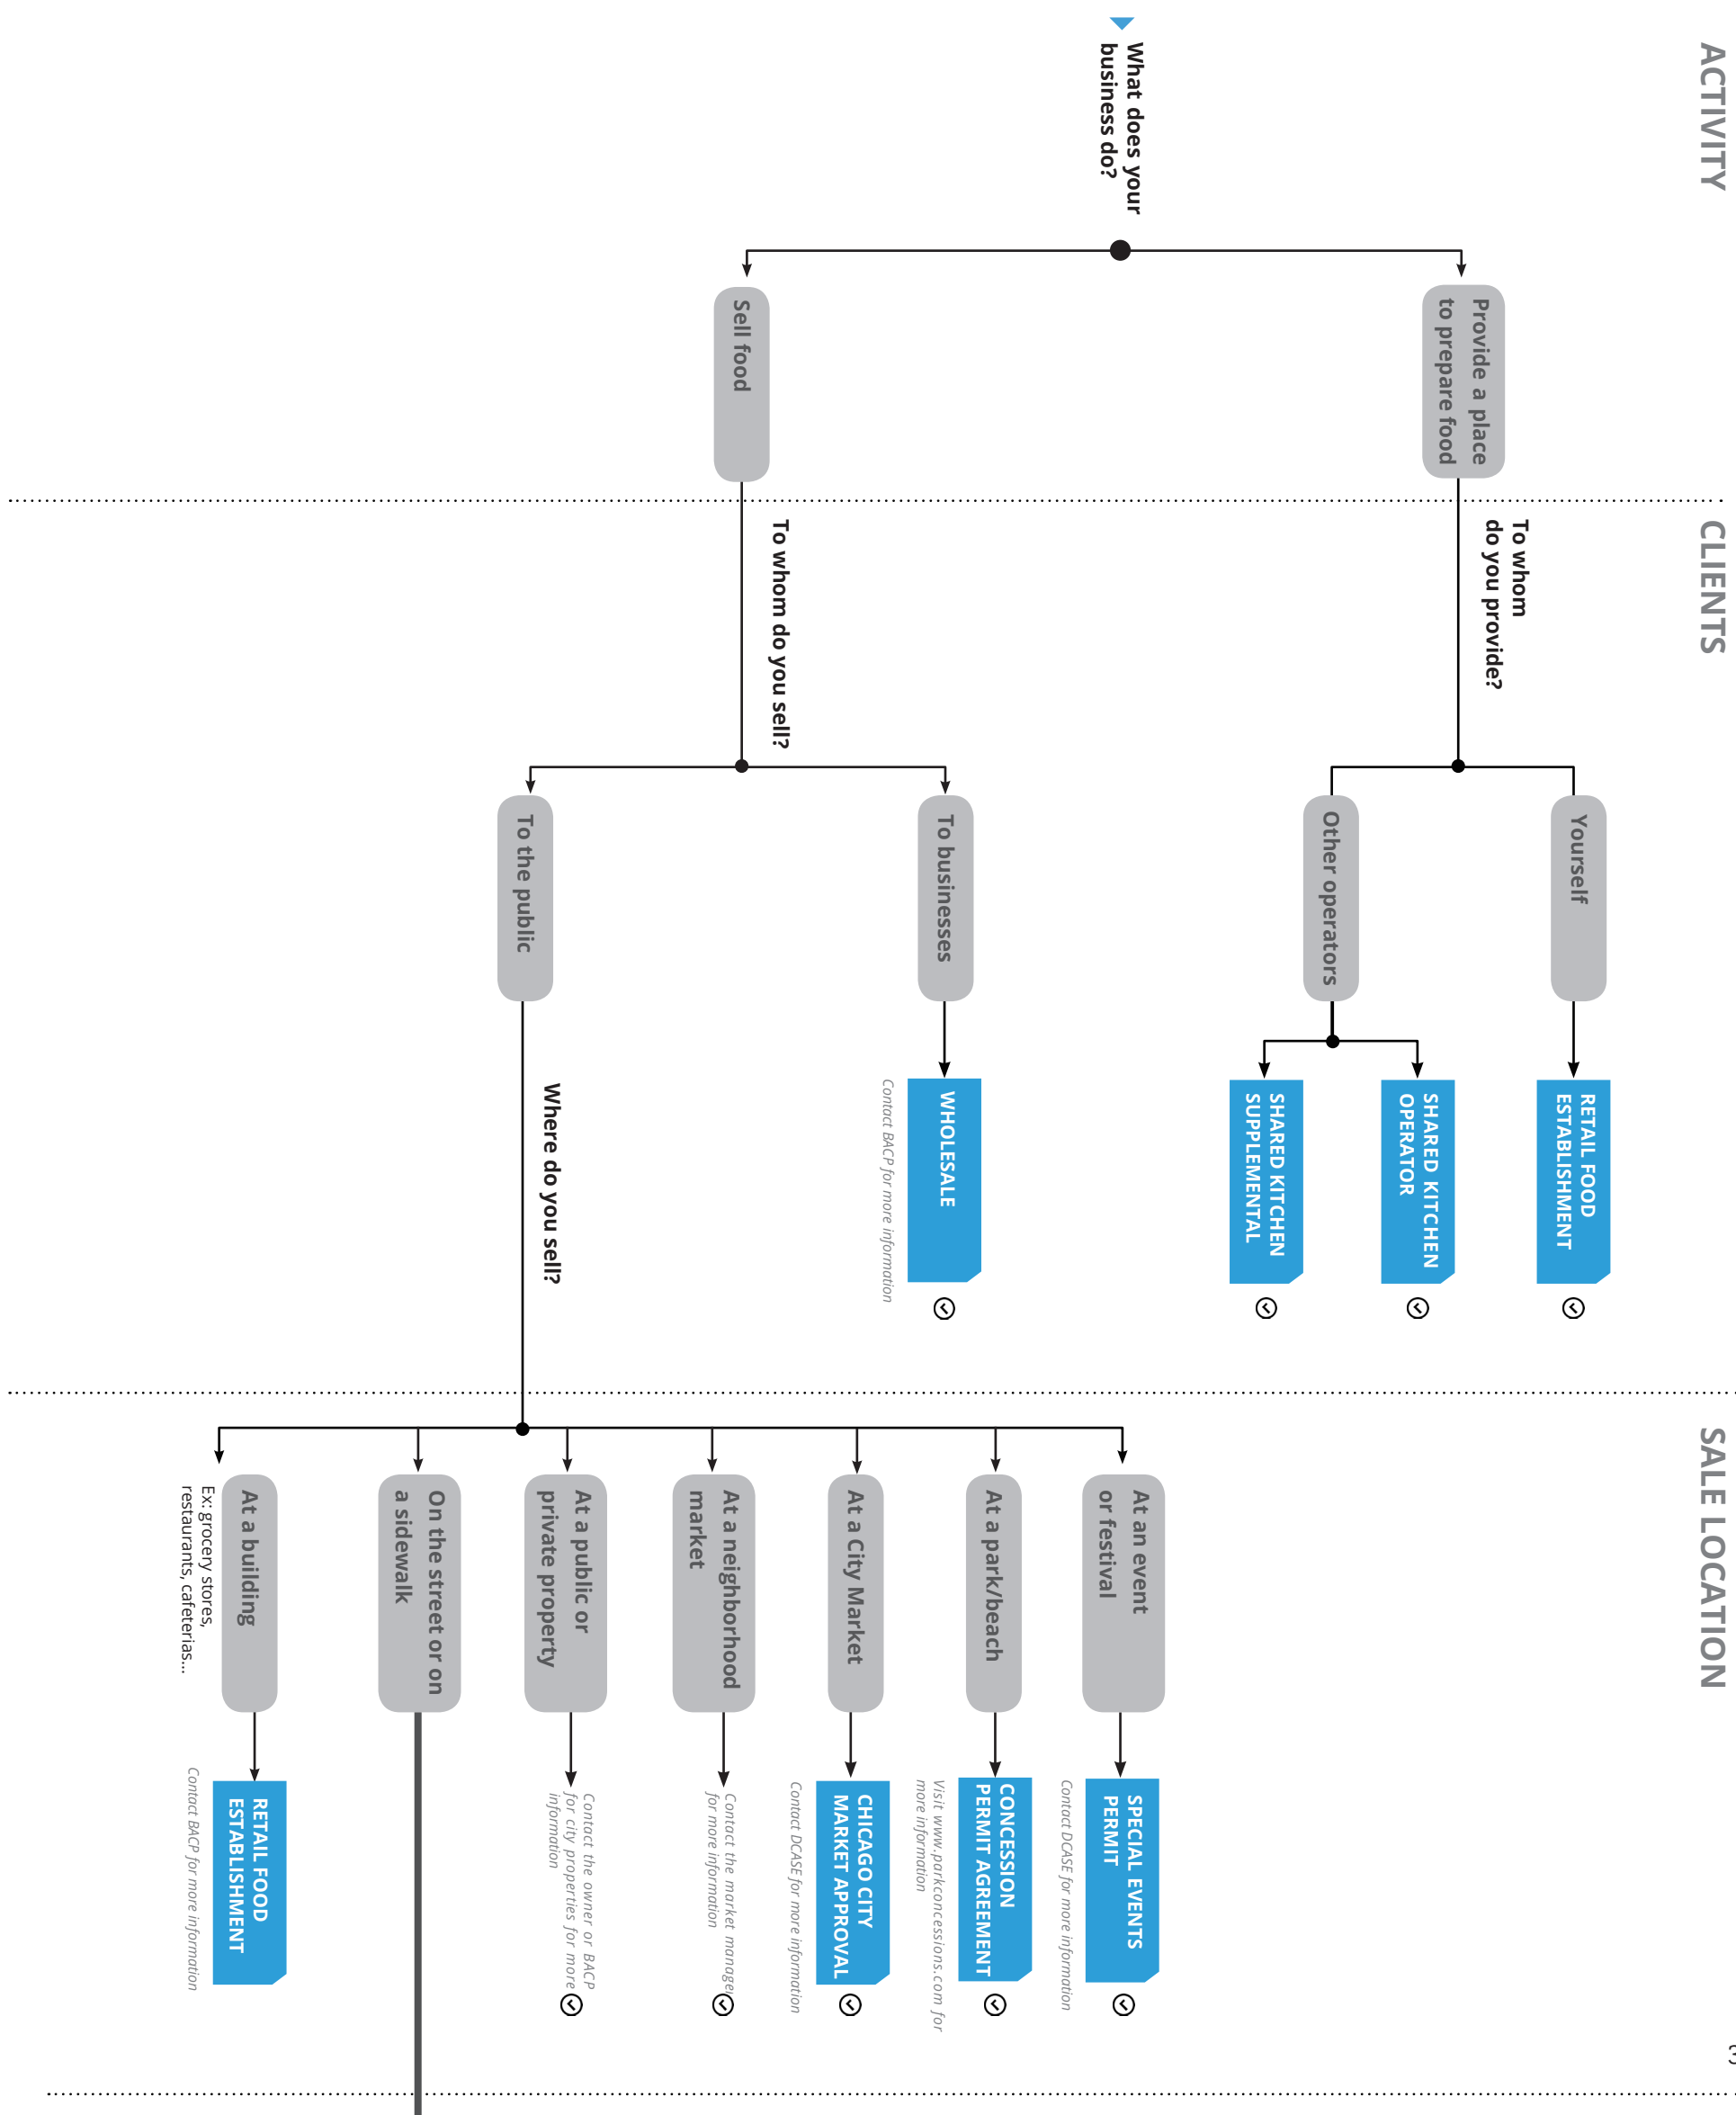 ACTIVITY
CLIENTS
SALE LOCATION
3
What does your
business do?
Provide a place
to prepare food
To whom
do you provide?
Yourself
RETAIL FOOD
ESTABLISHMENT
Other operators
SHARED KITCHEN
OPERATOR
SHARED KITCHEN
SUPPLEMENTAL
Sell food
To whom do you sell?
To businesses
WHOLESALE
Contact BACP for more information
To the public
Where do you sell?
At an event
or festival
SPECIAL EVENTS
PERMIT
Contact DCASE for more information
At a park/beach
CONCESSION
PERMIT AGREEMENT
Visit www.parkconcessions.com for
more information
At a City Market
CHICAGO CITY
MARKET APPROVAL
Contact DCASE for more information
At a neighborhood
market
Contact the market manager
for more information
At a public or
private property
Contact the owner or BACP
for city properties for more
information
On the street or on
a sidewalk
At a building
Ex: grocery stores,
restaurants, cafeterias...
RETAIL FOOD
ESTABLISHMENT
Contact BACP for more information